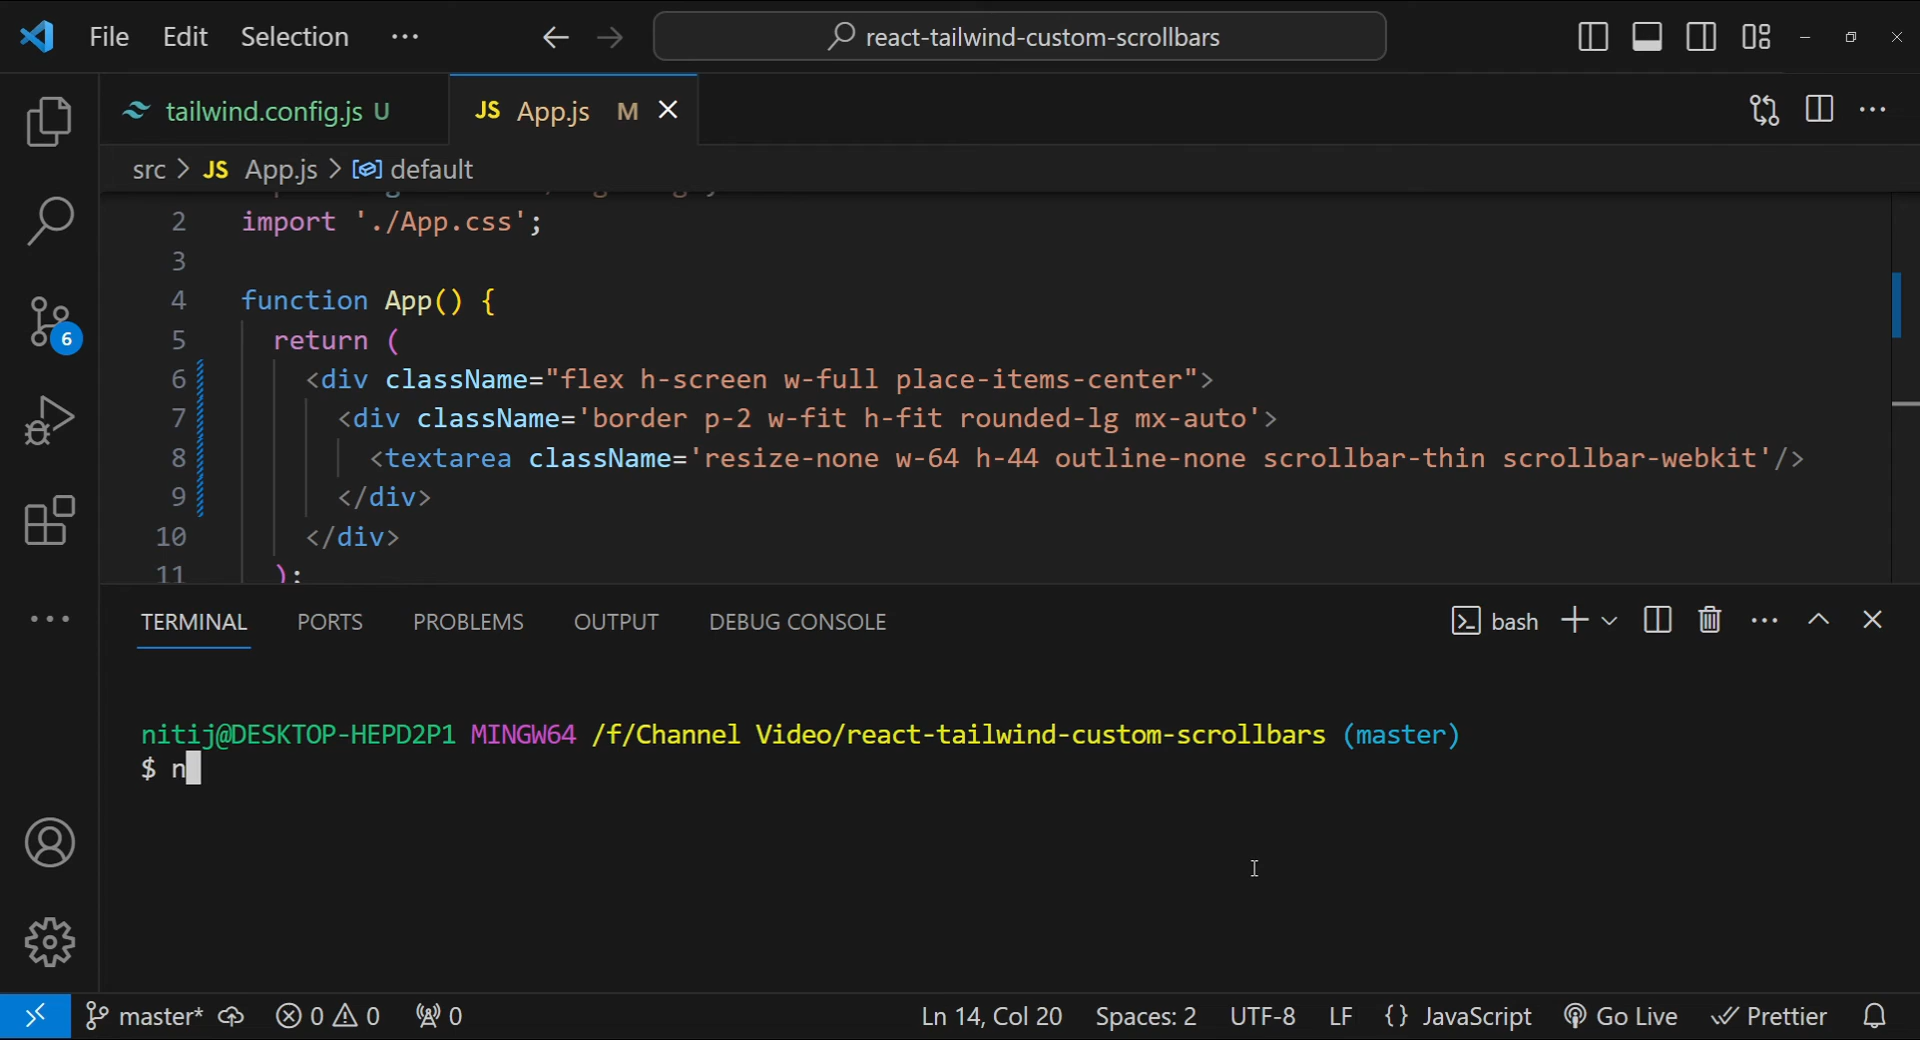 File Edit Selection ··· react-tailwind-custom-scrollbars
tailwind.config.js U JS App.js M
src > JS App.js > default
2 import './App.css';
3
4 function App() {
5 return (
6 <div className="flex h-screen w-full place-items-center">
7 <div className='border p-2 w-fit h-fit rounded-lg mx-auto'>
8 <textarea className='resize-none w-64 h-44 outline-none scrollbar-thin scrollbar-webkit'/>
9 </div>
10 </div>
11 );
6
TERMINAL PORTS PROBLEMS OUTPUT DEBUG CONSOLE bash
nitij@DESKTOP-HEPD2P1 MINGW64 /f/Channel Video/react-tailwind-custom-scrollbars (master)
$ n
master* 0 0 0 Ln 14, Col 20 Spaces: 2 UTF-8 LF {} JavaScript Go Live Prettier